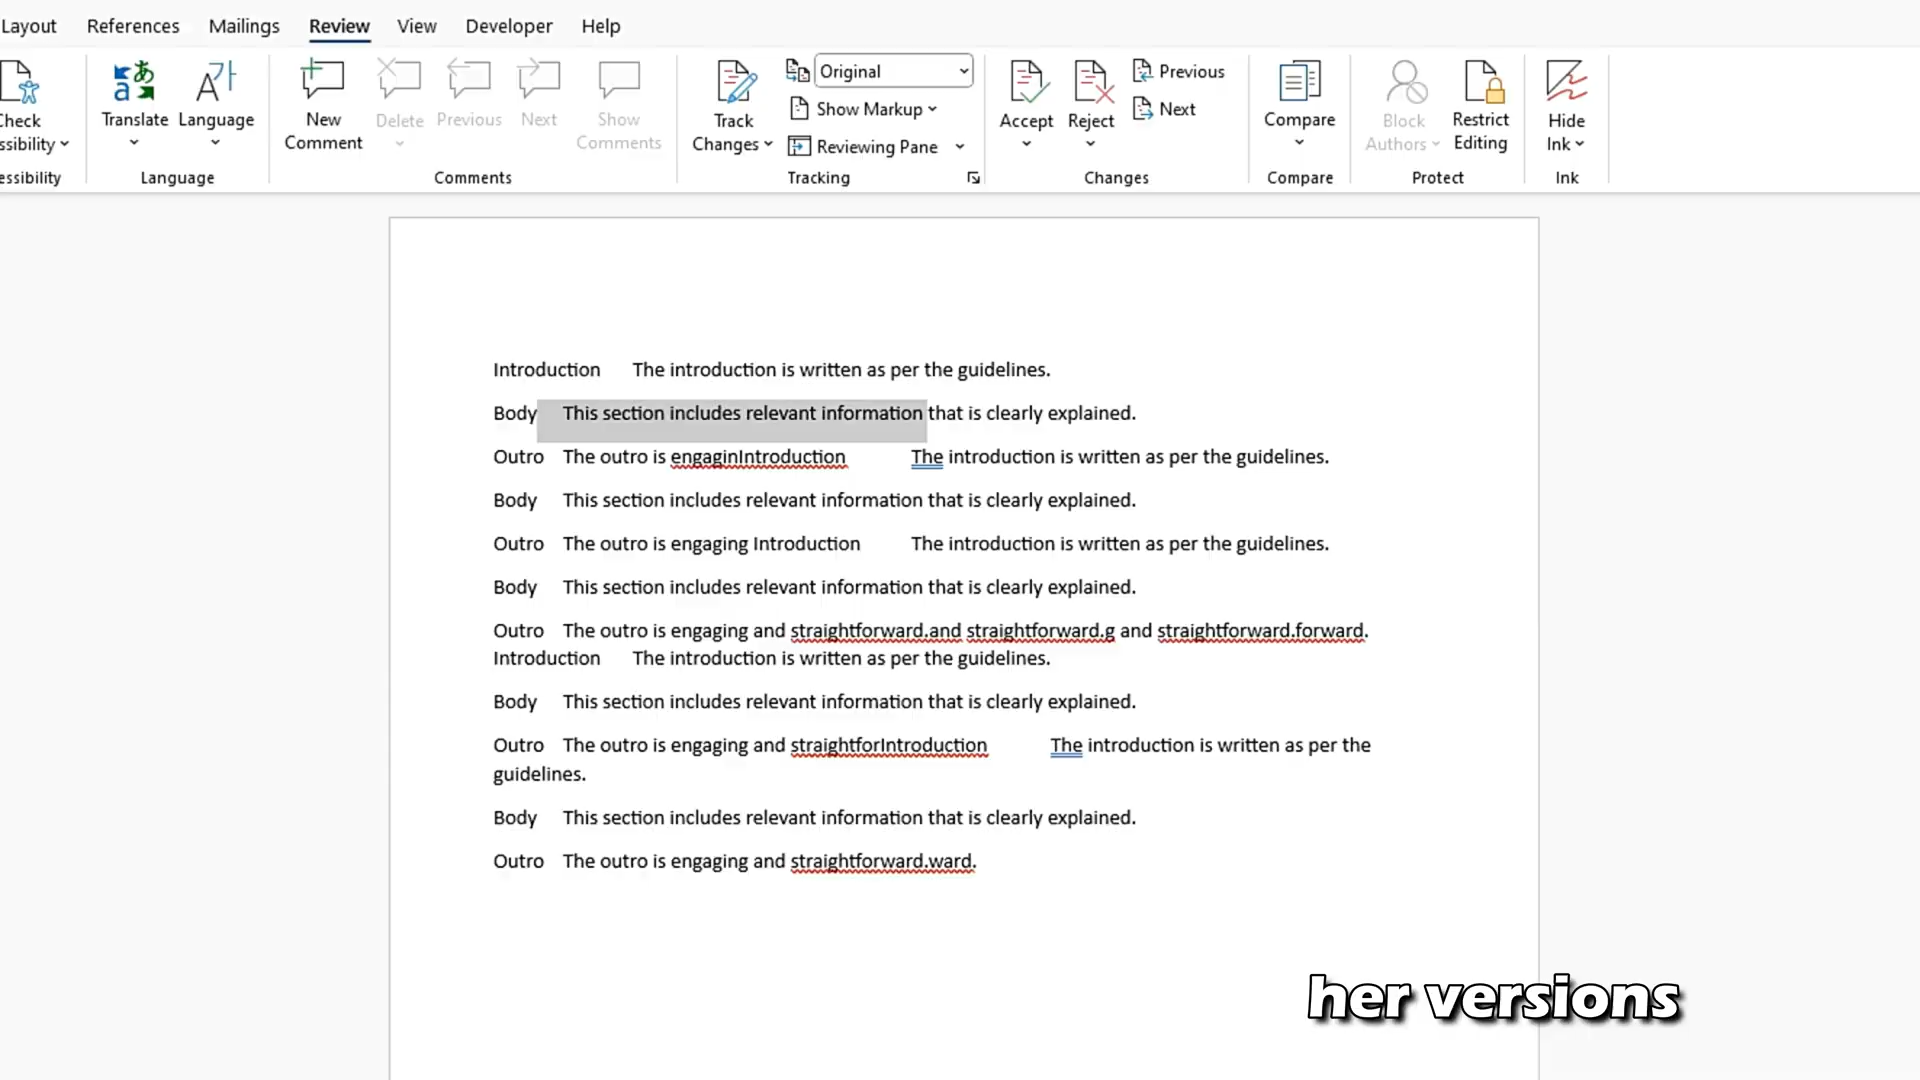 Layout References Mailings Review View Developer Help
Check
ssibility
essibility
Translate
Language
Language
New
Comment
Delete
Previous
Next
Show
Comments
Comments
Track
Changes
Original
Show Markup
Reviewing Pane
Tracking
Accept
Reject
Previous
Next
Changes
Compare
Compare
Block
Authors
Restrict
Editing
Protect
Hide
Ink
Ink
Introduction The introduction is written as per the guidelines.
Body This section includes relevant information that is clearly explained.
Outro The outro is engaginIntroduction The introduction is written as per the guidelines.
Body This section includes relevant information that is clearly explained.
Outro The outro is engaging Introduction The introduction is written as per the guidelines.
Body This section includes relevant information that is clearly explained.
Outro The outro is engaging and straightforward.and straightforward.g and straightforward.forward.
Introduction The introduction is written as per the guidelines.
Body This section includes relevant information that is clearly explained.
Outro The outro is engaging and straightforIntroduction The introduction is written as per the
guidelines.
Body This section includes relevant information that is clearly explained.
Outro The outro is engaging and straightforward.ward.
her versions